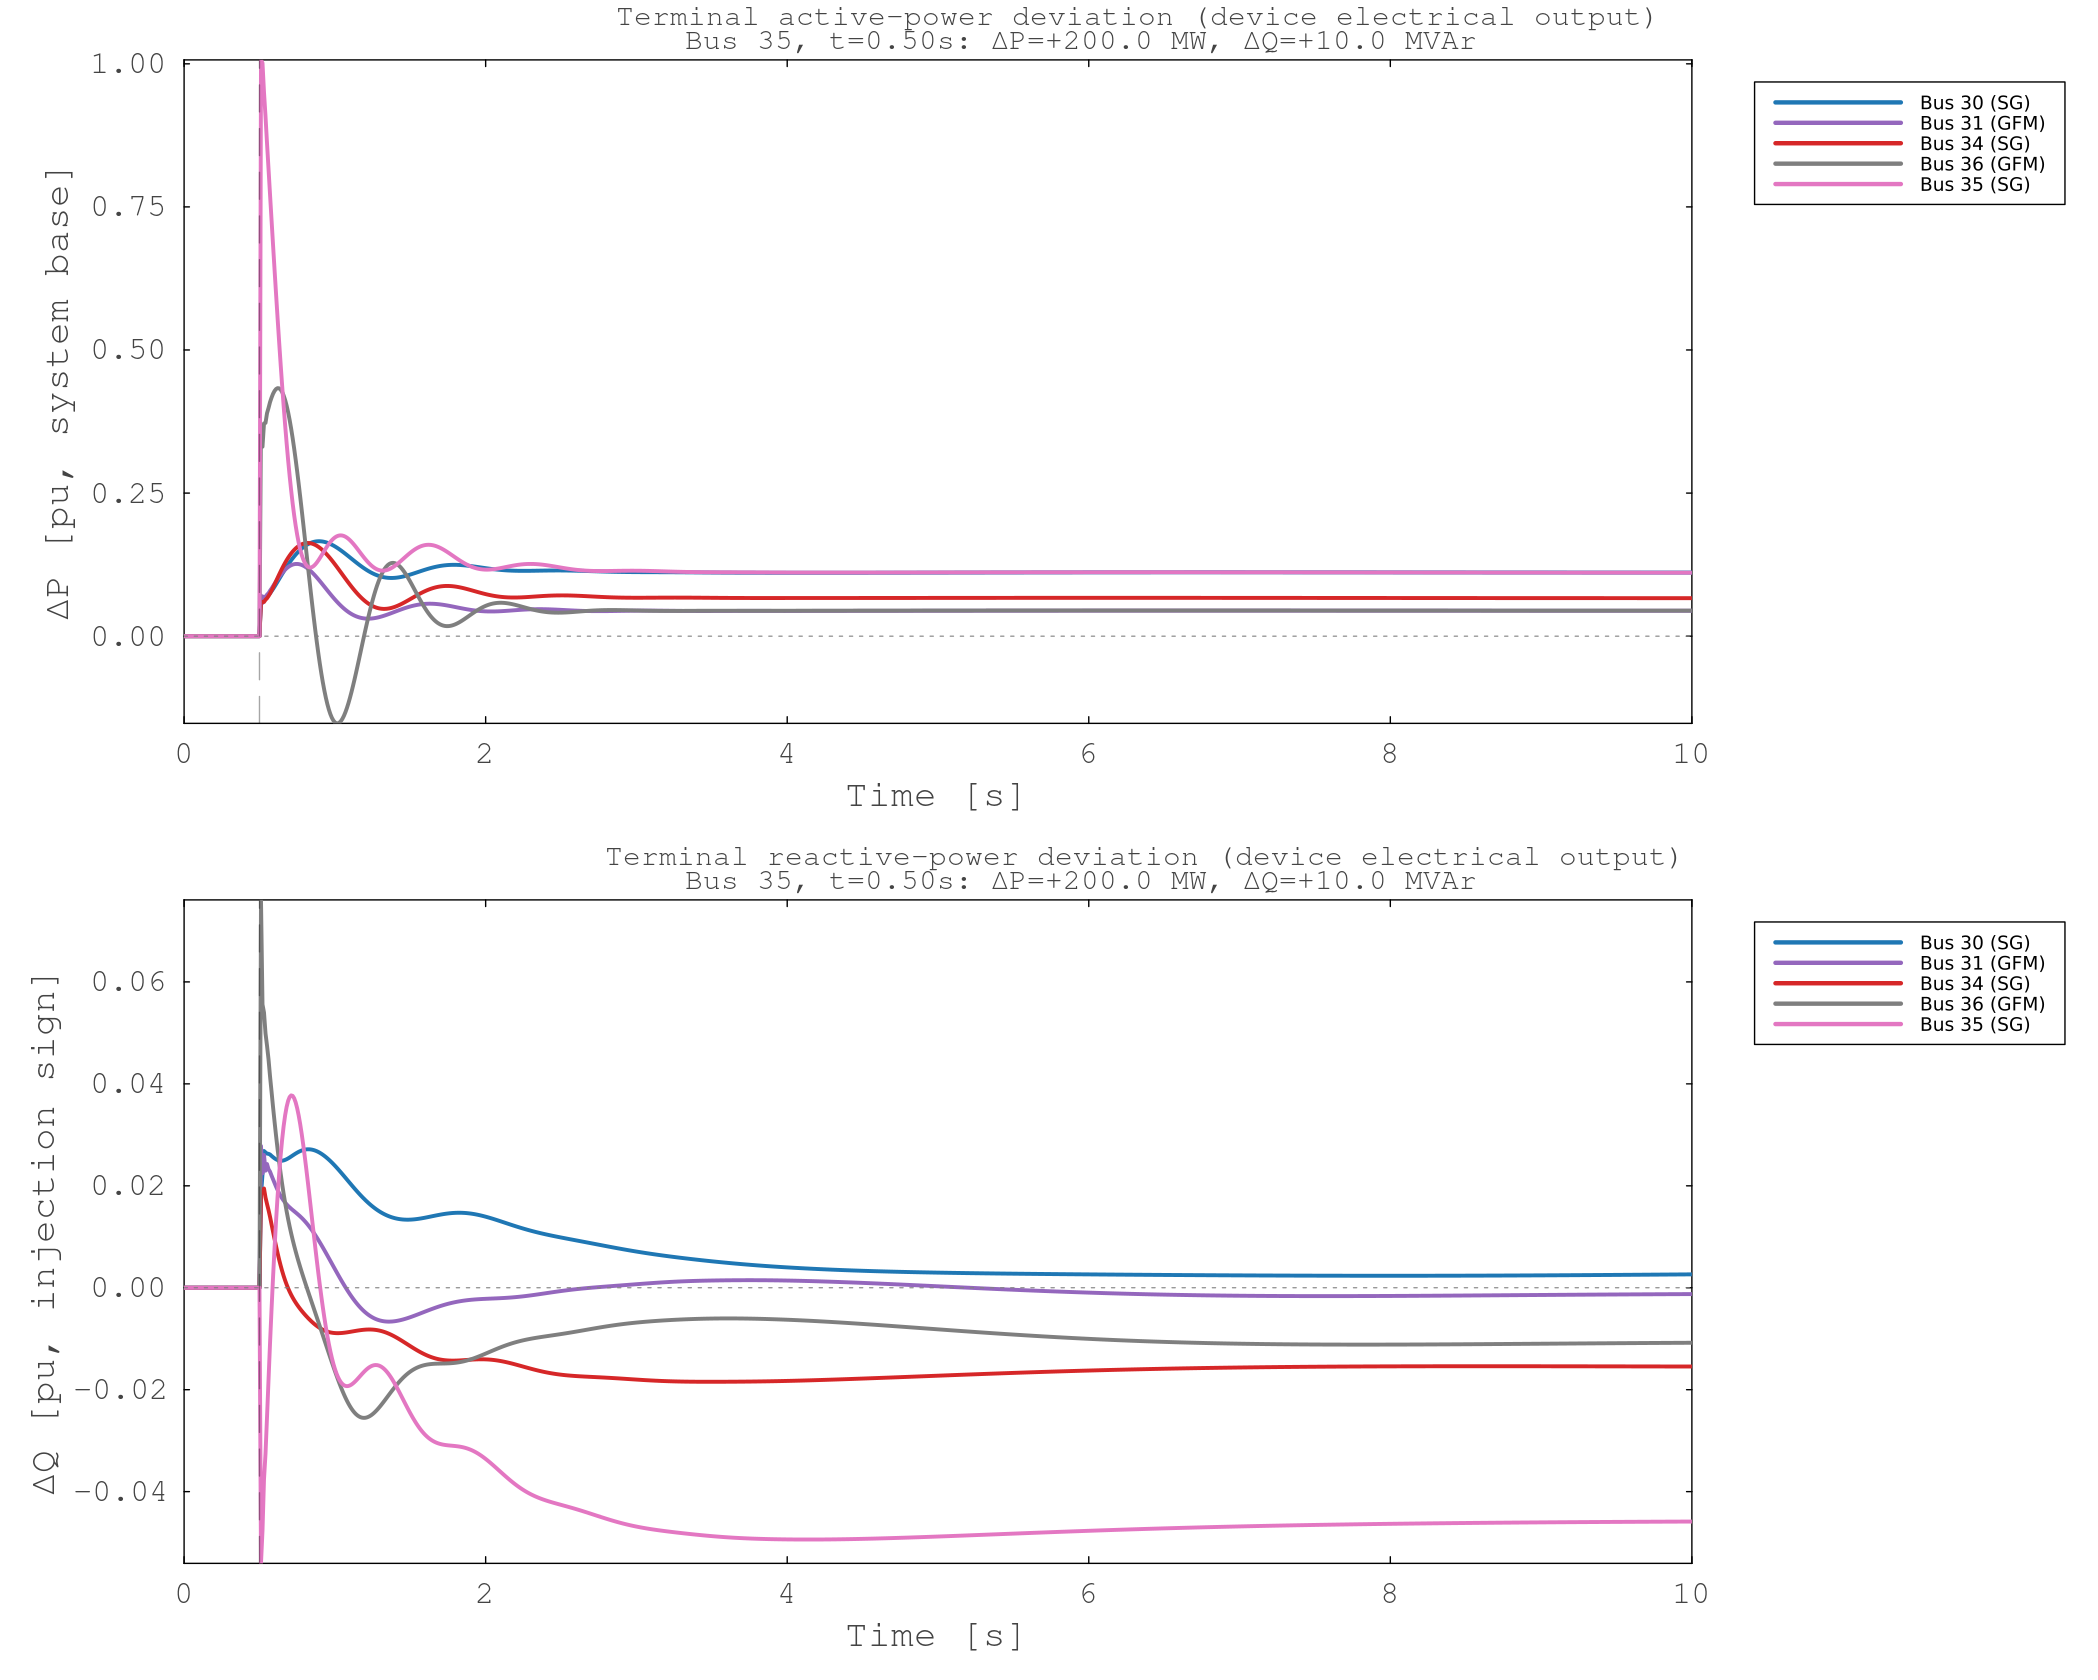 Terminal active-power deviation (device electrical output)
Bus 35, t=0.50s: ΔP=+200.0 MW, ΔQ=+10.0 MVAr
ΔP [pu, system base]
1.00
0.75
0.50
0.25
0.00
0
2
4
6
8
10
Time [s]
Bus 30 (SG)
Bus 31 (GFM)
Bus 34 (SG)
Bus 36 (GFM)
Bus 35 (SG)
Terminal reactive-power deviation (device electrical output)
Bus 35, t=0.50s: ΔP=+200.0 MW, ΔQ=+10.0 MVAr
ΔQ [pu, injection sign]
0.06
0.04
0.02
0.00
−0.02
−0.04
0
2
4
6
8
10
Time [s]
Bus 30 (SG)
Bus 31 (GFM)
Bus 34 (SG)
Bus 36 (GFM)
Bus 35 (SG)